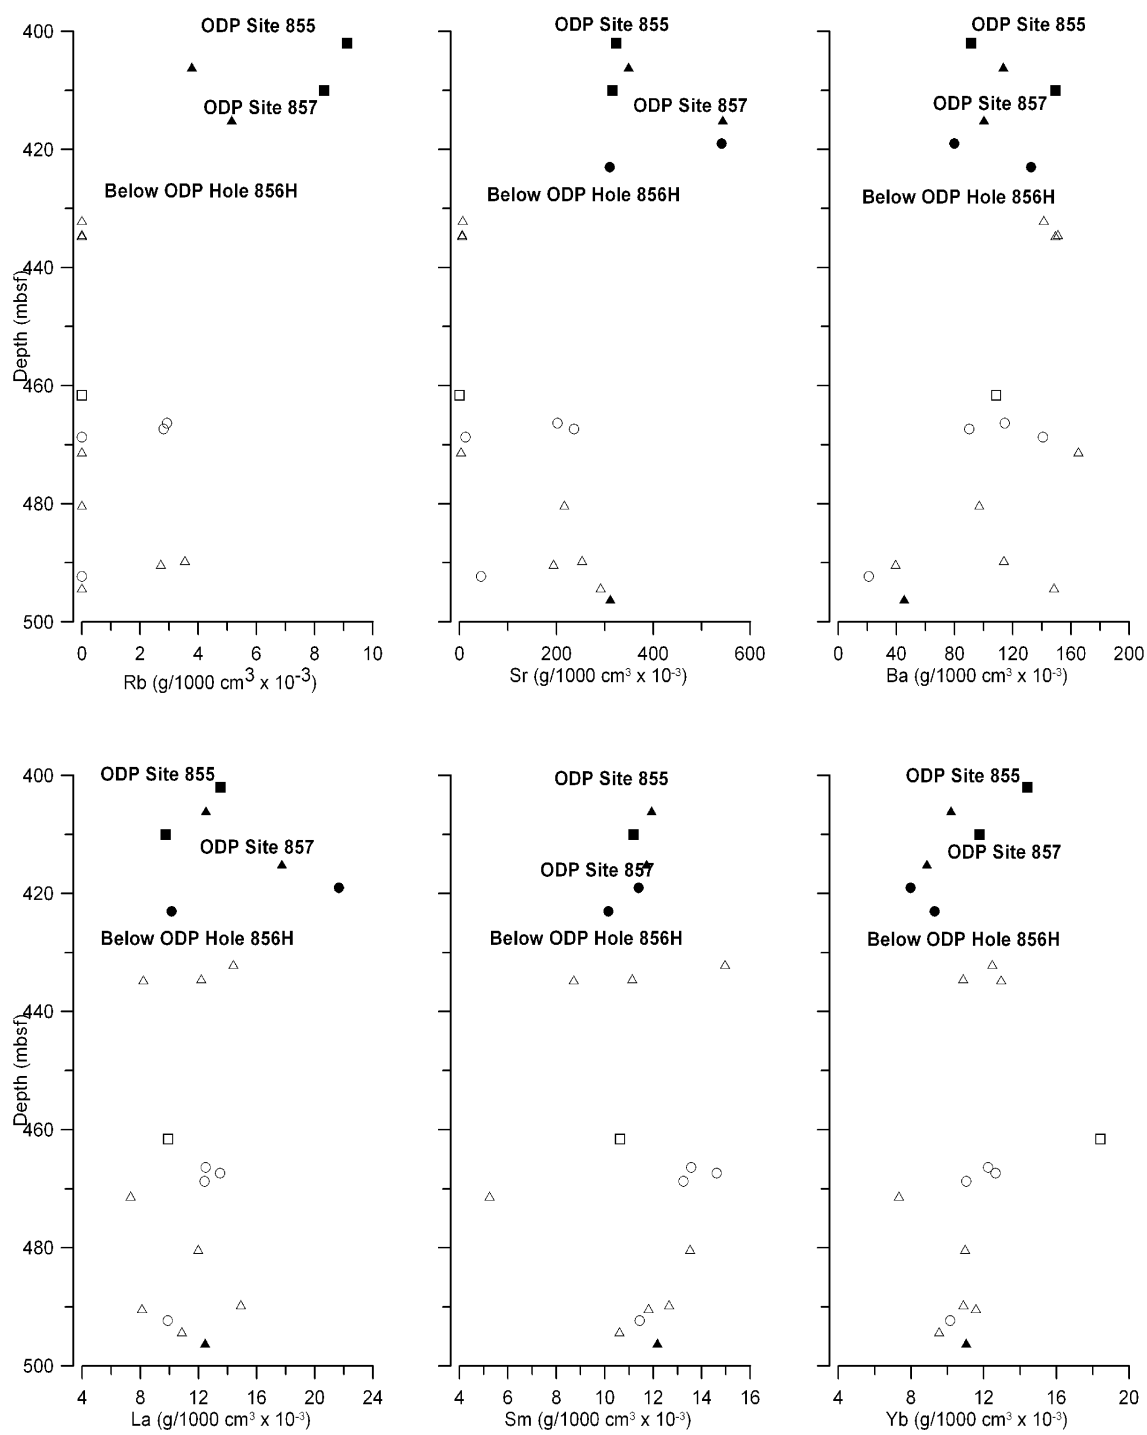 400
ODP Site 855
ODP Site 855
ODP Site 855
ODP Site 857
ODP Site 857
ODP Site 857
420
Below ODP Hole 856H
Below ODP Hole 856H
Below ODP Hole 856H
440
Depth (mbsf)
460
480
500
0 2 4 6 8 10
0 200 400 600
0 40 80 120 160 200
Rb (g/1000 cm³ x 10⁻³)
Sr (g/1000 cm³ x 10⁻³)
Ba (g/1000 cm³ x 10⁻³)
400
ODP Site 855
ODP Site 855
ODP Site 855
ODP Site 857
ODP Site 857
ODP Site 857
420
Below ODP Hole 856H
Below ODP Hole 856H
Below ODP Hole 856H
440
Depth (mbsf)
460
480
500
4 8 12 16 20 24
4 6 8 10 12 14 16
4 8 12 16 20
La (g/1000 cm³ x 10⁻³)
Sm (g/1000 cm³ x 10⁻³)
Yb (g/1000 cm³ x 10⁻³)